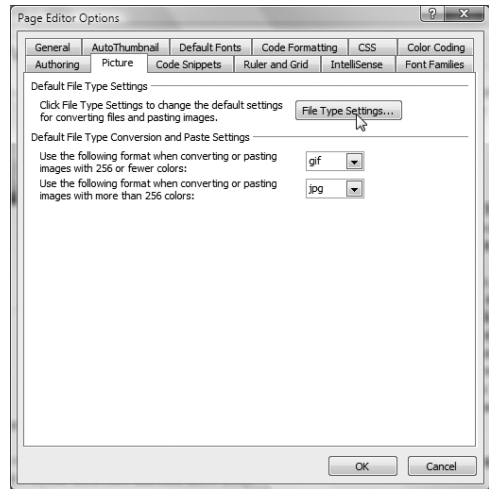 Page Editor Options
General AutoThumbnail Default Fonts Code Formatting CSS Color Coding
Authoring Picture Code Snippets Ruler and Grid IntelliSense Font Families
Default File Type Settings
Click File Type Settings to change the default settings
for converting files and pasting images.
File Type Settings...
Default File Type Conversion and Paste Settings
Use the following format when converting or pasting
images with 256 or fewer colors:
gif
Use the following format when converting or pasting
images with more than 256 colors:
jpg
OK Cancel